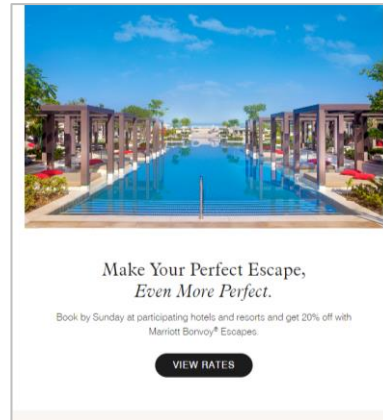 Make Your Perfect Escape,
Even More Perfect.
Book by Sunday at participating hotels and resorts and get 20% off with
Marriott Bonvoy® Escapes.
VIEW RATES